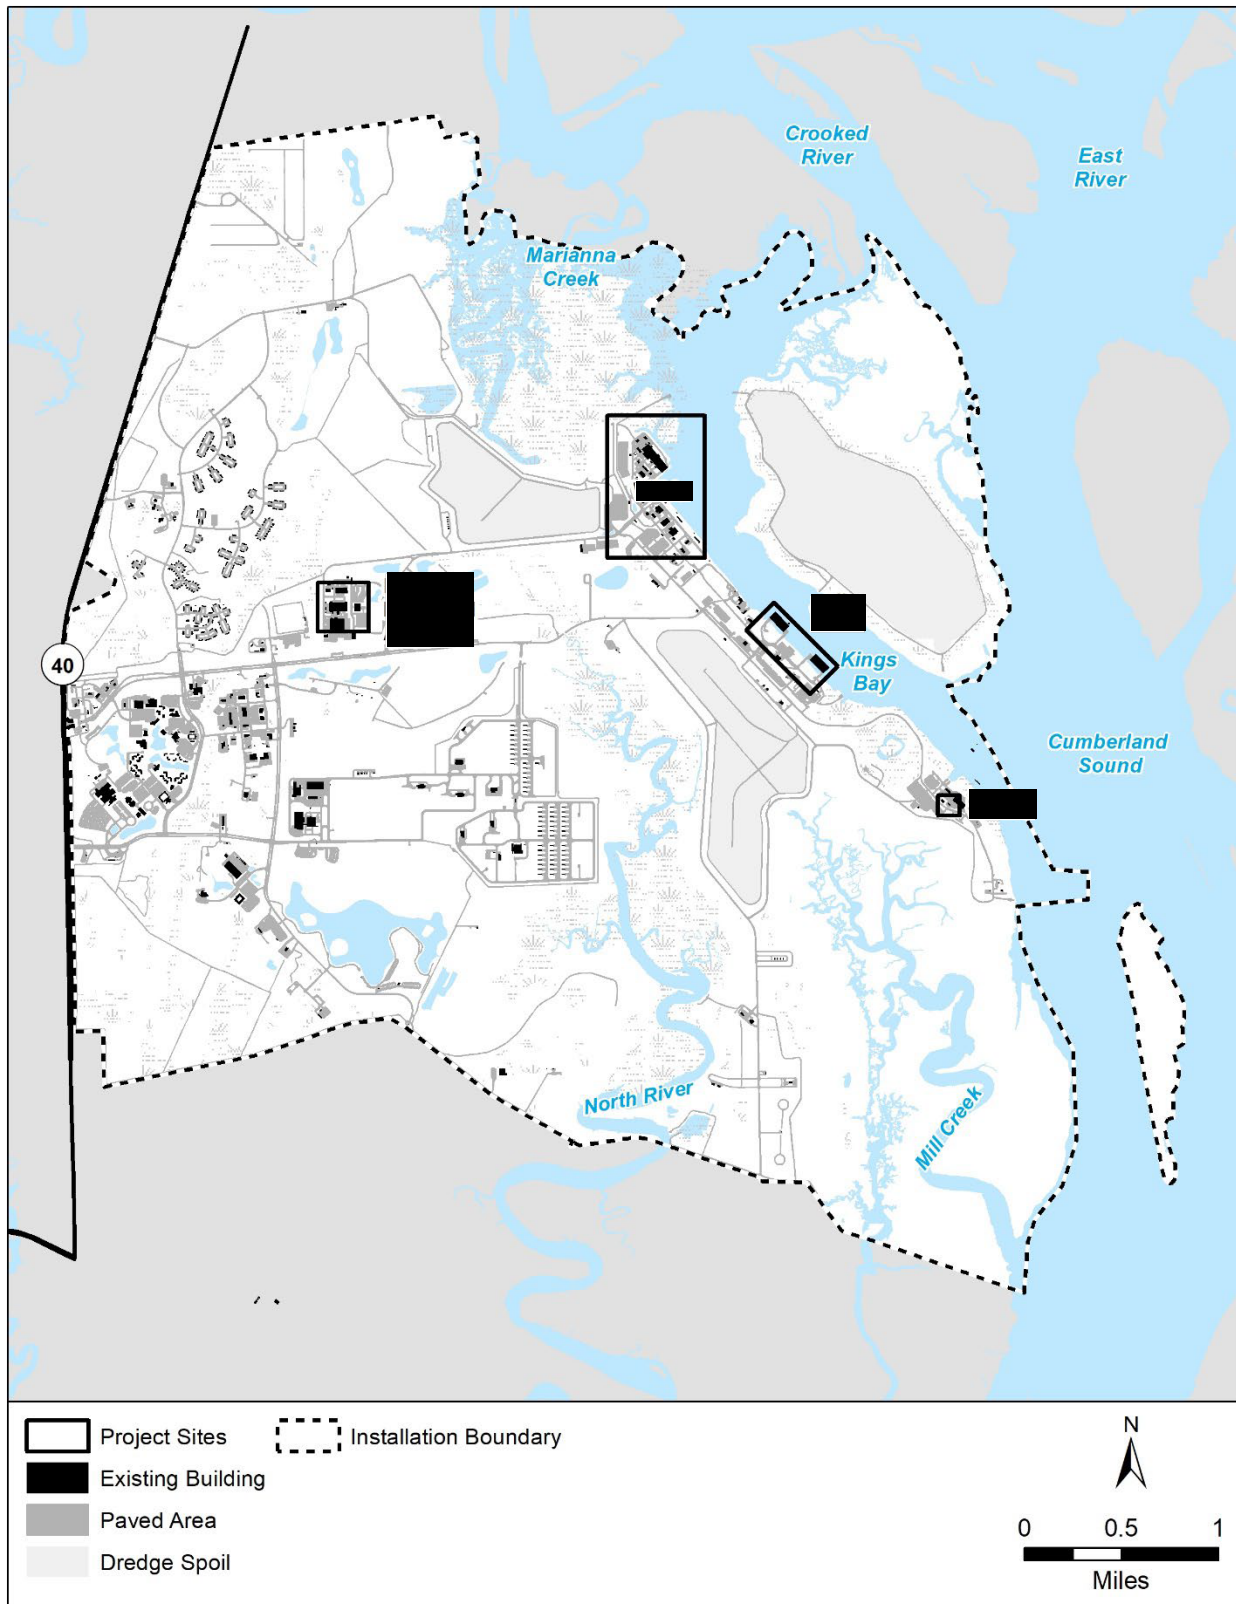 Crooked
River
East
River
Marianna
Creek
40
Kings
Bay
Cumberland
Sound
North River
Mill Creek
Project Sites
Installation Boundary
Existing Building
Paved Area
Dredge Spoil
N
0 0.5 1
Miles